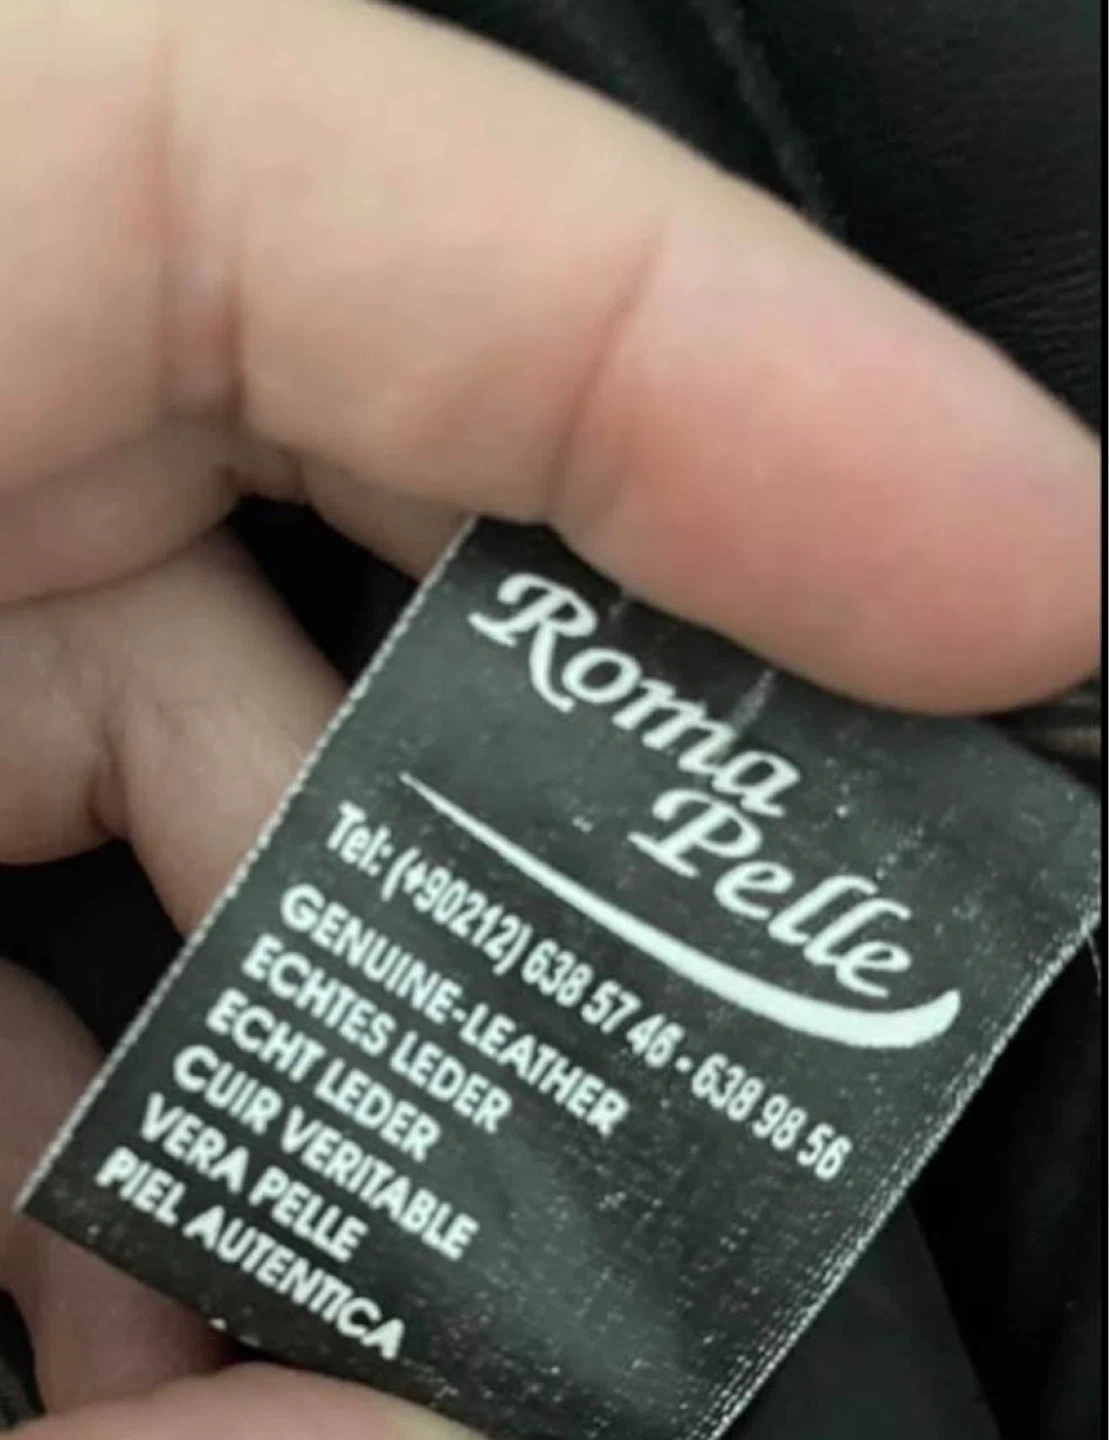 Roma
Pelle
Tel: (+90212) 638 57 46 - 638 98 56
GENUINE-LEATHER
ECHTES LEDER
ECHT LEDER
CUIR VERITABLE
VERA PELLE
PIEL AUTENTICA